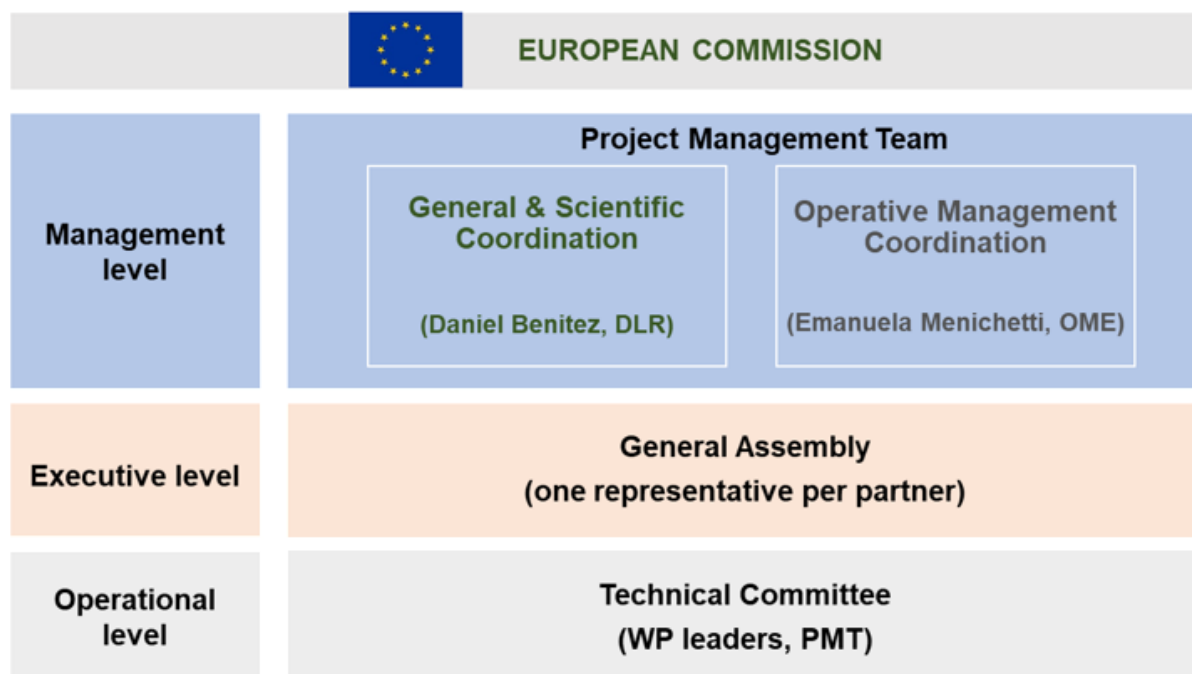 EUROPEAN COMMISSION
Management
level
Project Management Team
General & Scientific
Coordination
(Daniel Benitez, DLR)
Operative Management
Coordination
(Emanuela Menichetti, OME)
Executive level
General Assembly
(one representative per partner)
Operational
level
Technical Committee
(WP leaders, PMT)